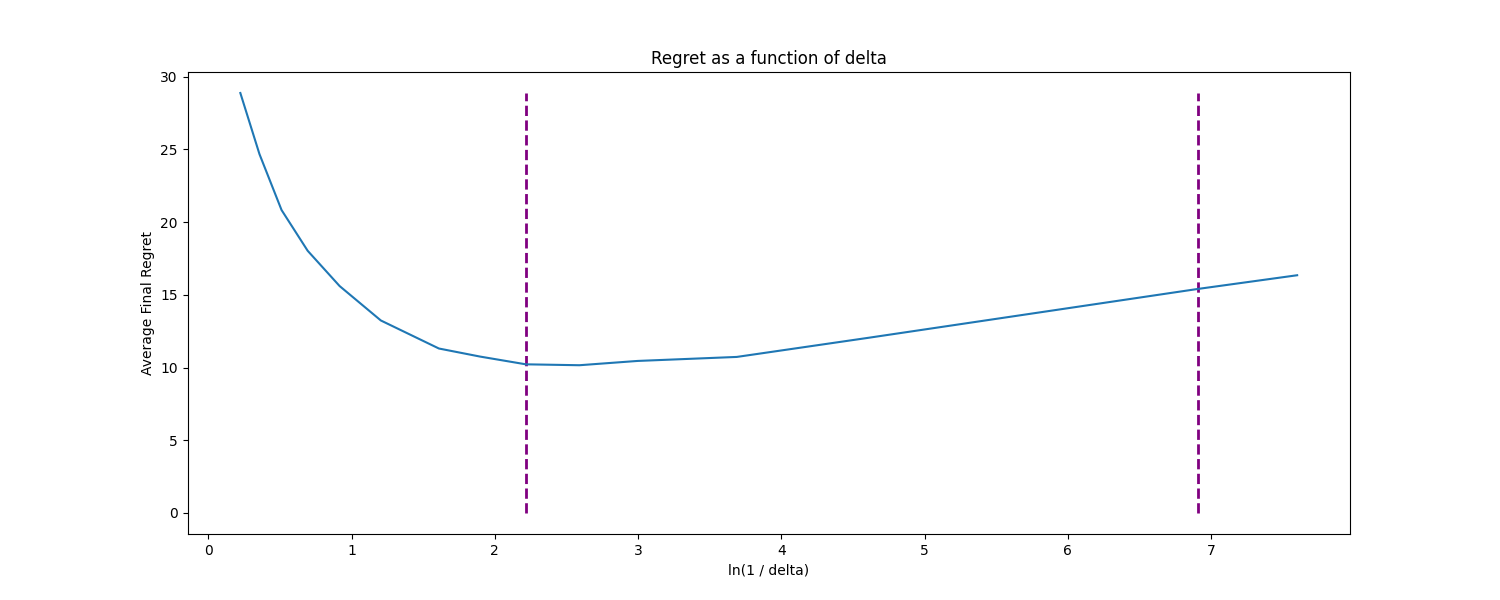 Regret as a function of delta
Average Final Regret
30
25
20
15
10
5
0
0 1 2 3 4 5 6 7
ln(1 / delta)